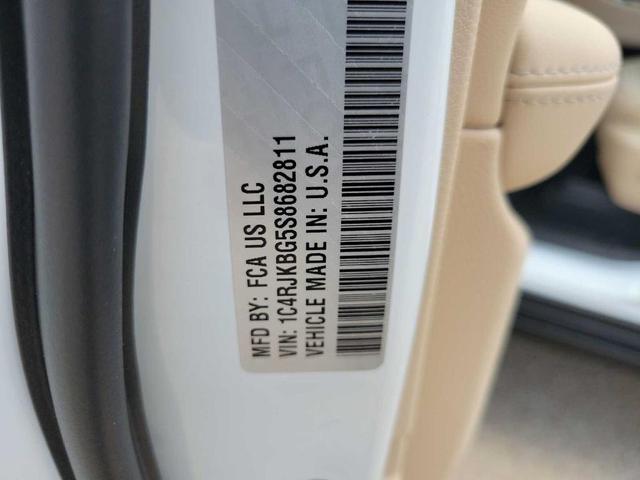 MFD BY: FCA US LLC
VIN: 1C4RJKBG5S8682811
VEHICLE MADE IN: U.S.A.